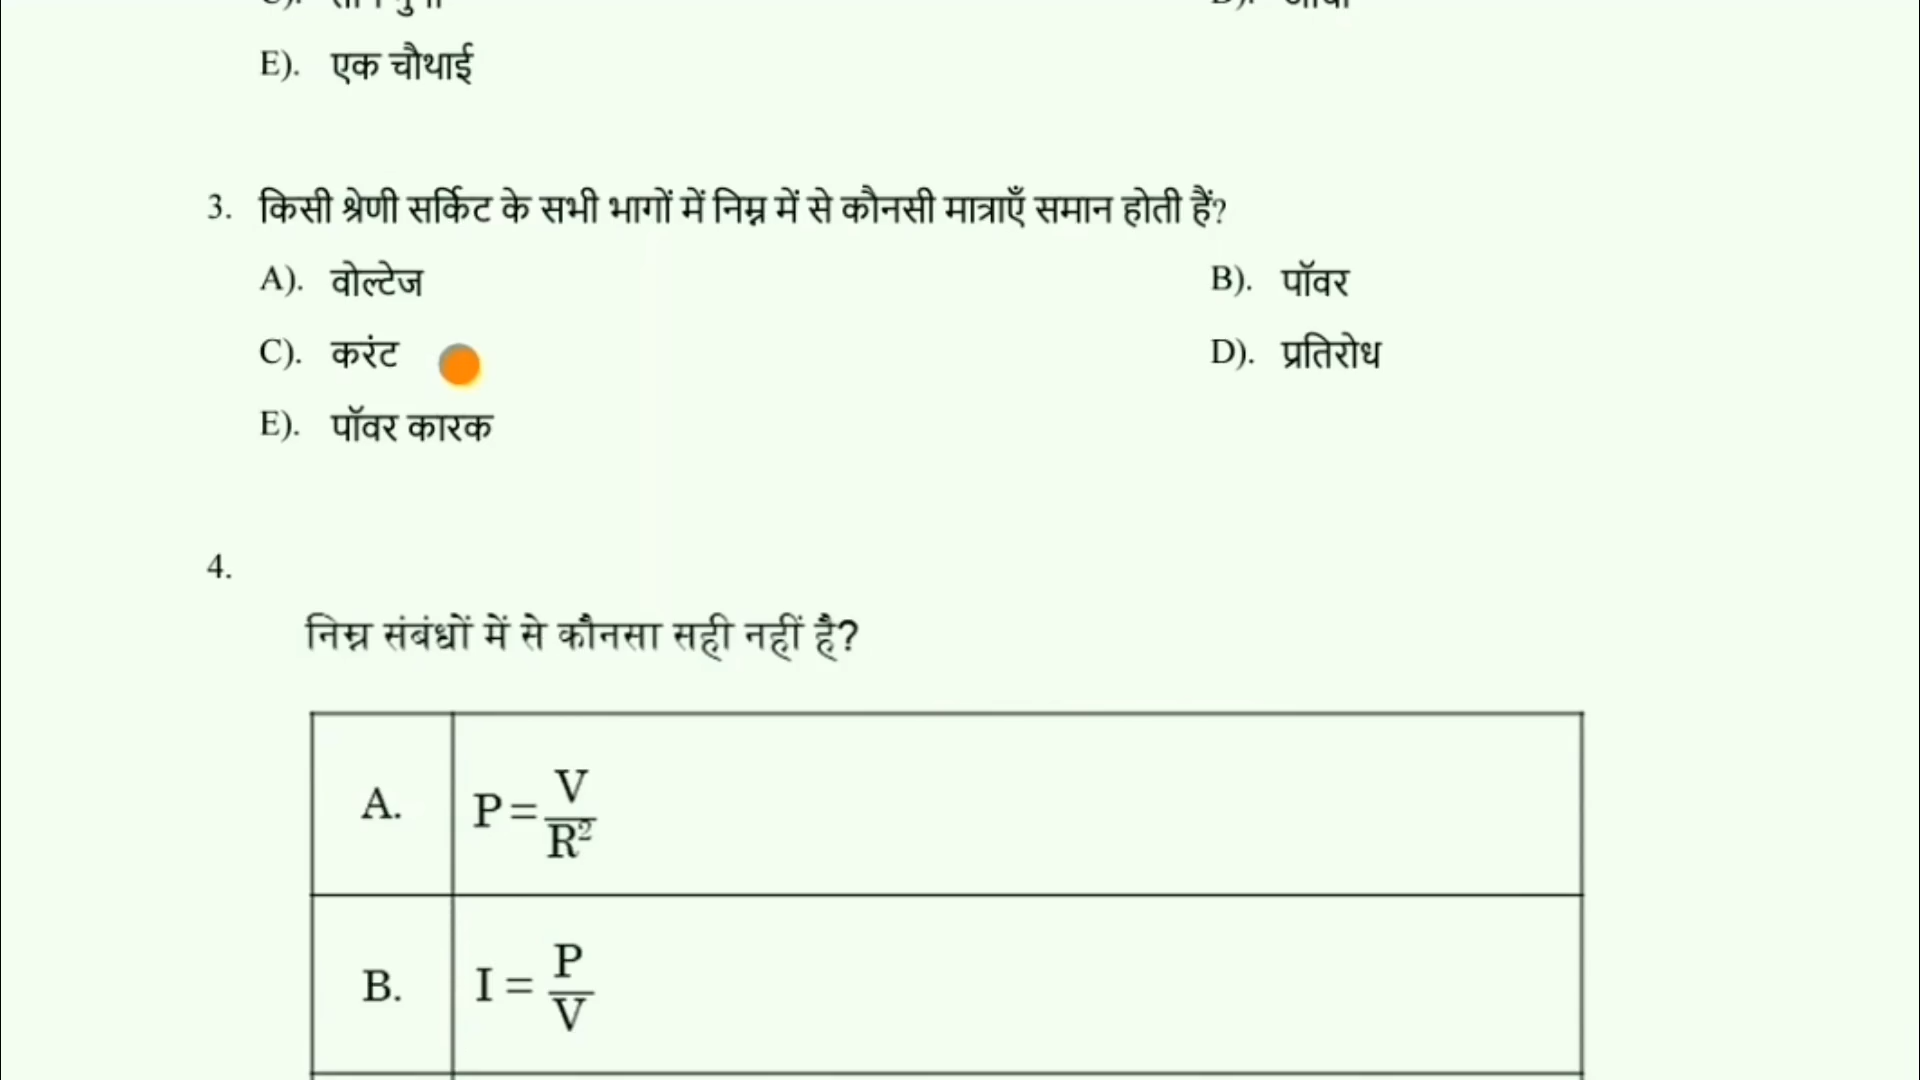 E). एक चौथाई
3. किसी श्रेणी सर्किट के सभी भागों में निम्न में से कौनसी मात्राएँ समान होती हैं?
A). वोल्टेज B). पॉवर
C). करंट D). प्रतिरोध
E). पॉवर कारक
4.
निम्न संबंधों में से कौनसा सही नहीं है?
A. P = V/R²
B. I = P/V